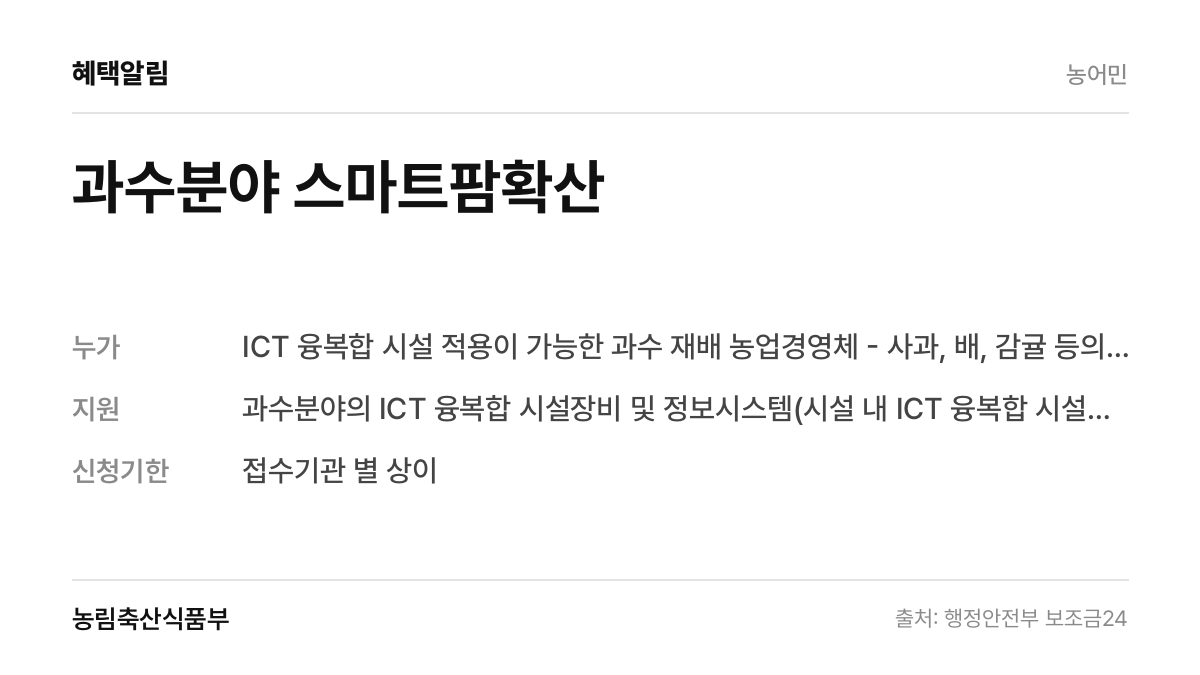 혜택알림
농어민
과수분야 스마트팜확산
누가 ICT 융복합 시설 적용이 가능한 과수 재배 농업경영체 - 사과, 배, 감귤 등의...
지원 과수분야의 ICT 융복합 시설장비 및 정보시스템(시설 내 ICT 융복합 시설...
신청기한 접수기관 별 상이
농림축산식품부
출처: 행정안전부 보조금24